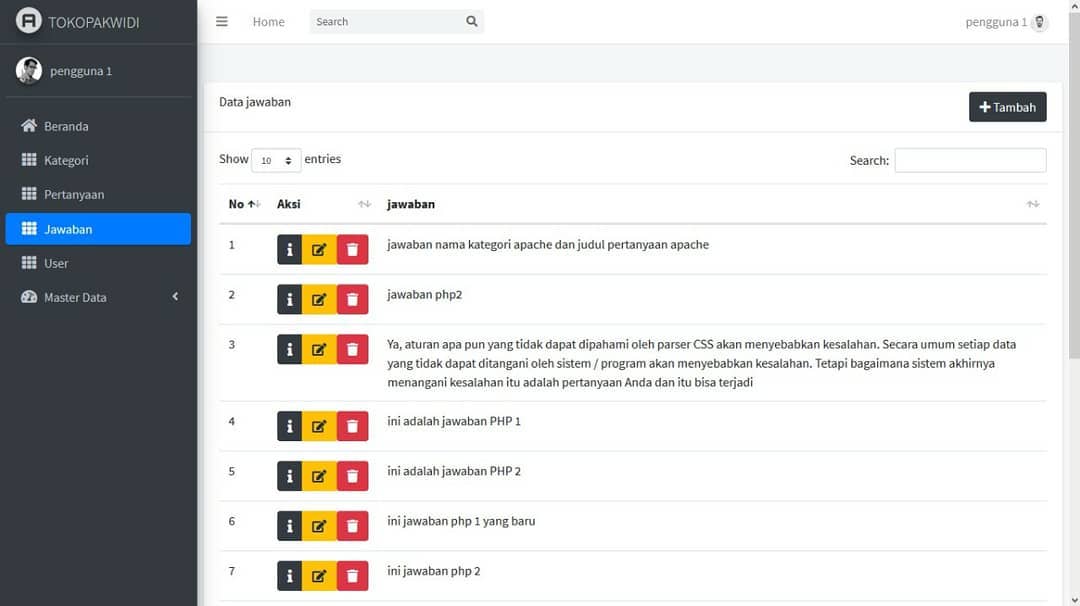 TOKOPAKWIDI
Home
Search
pengguna 1
pengguna 1
Beranda
Kategori
Pertanyaan
Jawaban
User
Master Data
Data jawaban
Tambah
Show 10 entries
Search:
No Aksi jawaban
1 jawaban nama kategori apache dan judul pertanyaan apache
2 jawaban php2
3 Ya, aturan apa pun yang tidak dapat dipahami oleh parser CSS akan menyebabkan kesalahan. Secara umum setiap data
yang tidak dapat ditangani oleh sistem / program akan menyebabkan kesalahan. Tetapi bagaimana sistem akhirnya
menangani kesalahan itu adalah pertanyaan Anda dan itu bisa terjadi
4 ini adalah jawaban PHP 1
5 ini adalah jawaban PHP 2
6 ini jawaban php 1 yang baru
7 ini jawaban php 2